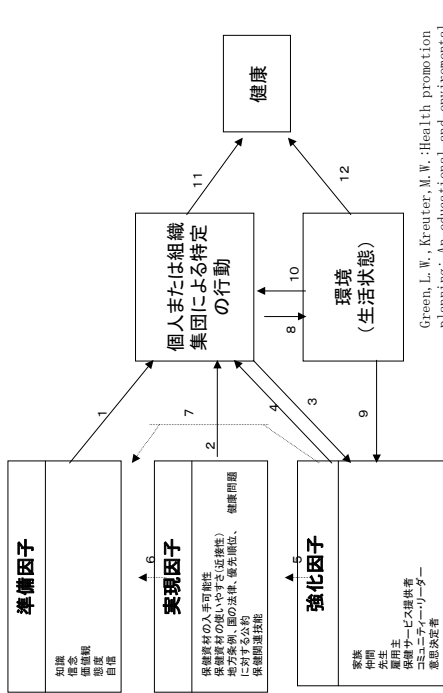 準備因子
知識
信念
価値観
態度
自信
実現因子
保健資材の入手可能性
保健資材の使いやすさ（近接性）
地方条例、国の法律、優先順位、 健康問題
に対する公約
保健関連技能
強化因子
家族
仲間
先生
雇用主
保健サービス提供者
コミュニティー・リーダー
意思決定者
個人または組織
集団による特定
の行動
環境
（生活状態）
健康
1
2
3
4
5
6
7
8
9
10
11
12
Green, L. W., Kreuter, M. W. :Health promotion
planning: An educational and enviromental